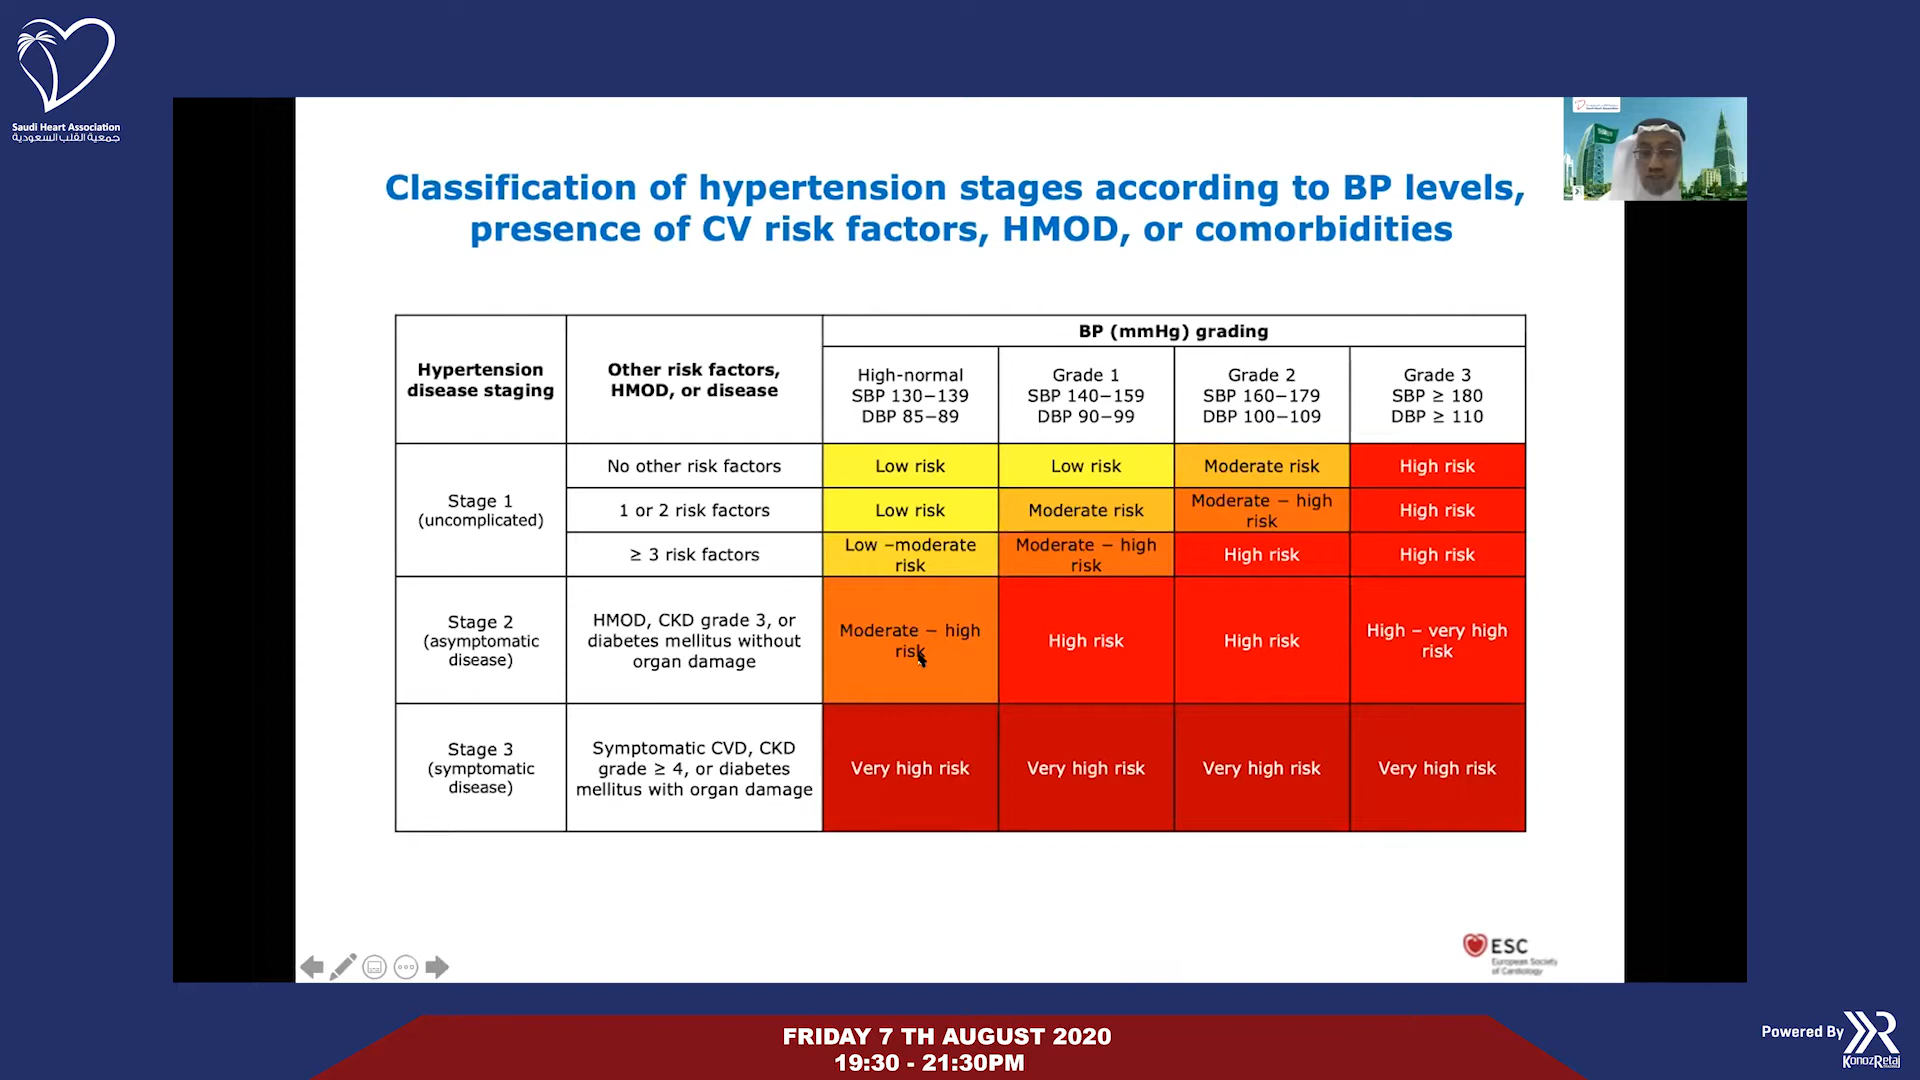 Saudi Heart Association
جمعية القلب السعودية
Classification of hypertension stages according to BP levels,
presence of CV risk factors, HMOD, or comorbidities
Hypertension
disease staging
Other risk factors,
HMOD, or disease
BP (mmHg) grading
High-normal
SBP 130−139
DBP 85−89
Grade 1
SBP 140−159
DBP 90−99
Grade 2
SBP 160−179
DBP 100−109
Grade 3
SBP ≥ 180
DBP ≥ 110
Stage 1
(uncomplicated)
No other risk factors
Low risk
Low risk
Moderate risk
High risk
1 or 2 risk factors
Low risk
Moderate risk
Moderate − high
risk
High risk
≥ 3 risk factors
Low −moderate
risk
Moderate − high
risk
High risk
High risk
Stage 2
(asymptomatic
disease)
HMOD, CKD grade 3, or
diabetes mellitus without
organ damage
Moderate − high
risk
High risk
High risk
High – very high
risk
Stage 3
(symptomatic
disease)
Symptomatic CVD, CKD
grade ≥ 4, or diabetes
mellitus with organ damage
Very high risk
Very high risk
Very high risk
Very high risk
ESC
European Society
of Cardiology
FRIDAY 7 TH AUGUST 2020
19:30 - 21:30PM
Powered By
KonozRetaj